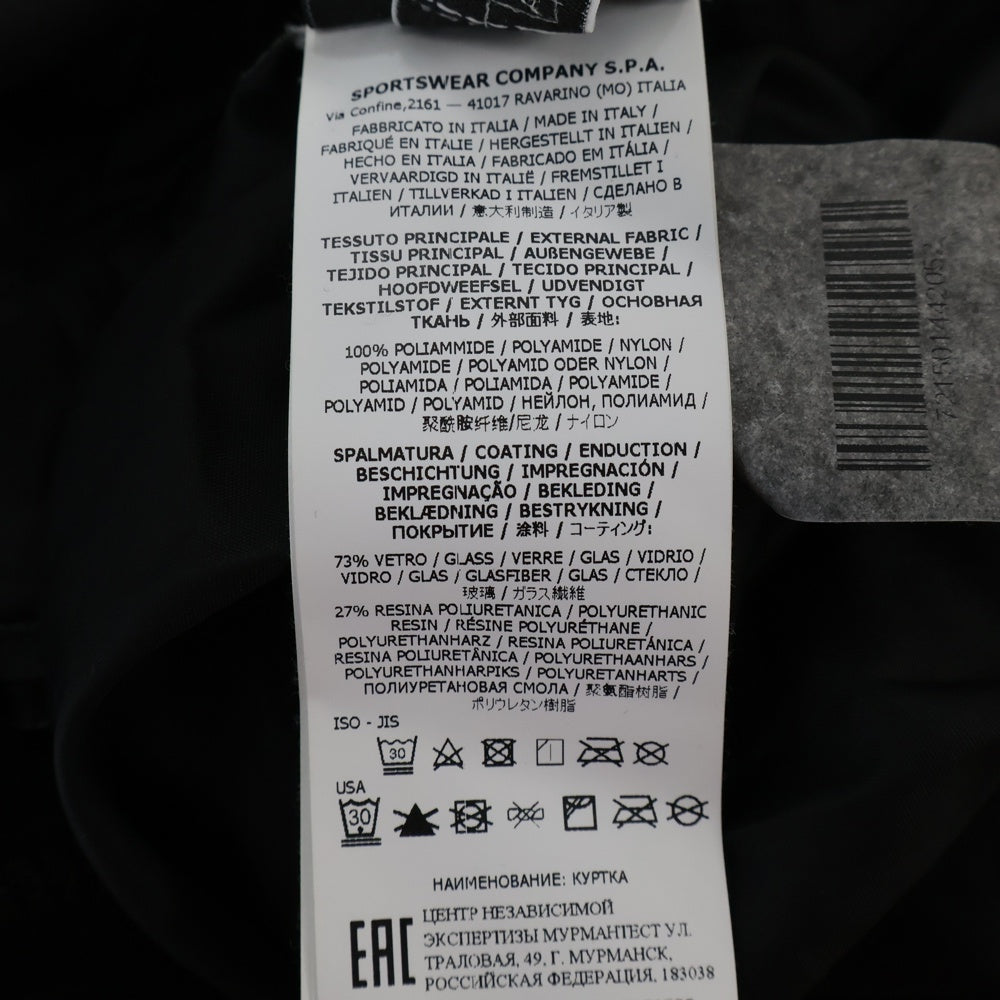 SPORTSWEAR COMPANY S.P.A.
Via Confine,2161 — 41017 RAVARINO (MO) ITALIA
FABBRICATO IN ITALIA / MADE IN ITALY /
FABRIQUÉ EN ITALIE / HERGESTELLT IN ITALIEN /
HECHO EN ITALIA / FABRICADO EM ITÁLIA /
VERVAARDIGD IN ITALIË / FREMSTILLET I
ITALIEN / TILLVERKAD I ITALIEN / СДЕЛАНО В
ИТАЛИИ / 意大利制造 / イタリア製
TESSUTO PRINCIPALE / EXTERNAL FABRIC /
TISSU PRINCIPAL / AUßENGEWEBE /
TEJIDO PRINCIPAL / TECIDO PRINCIPAL /
HOOFDWEEFSEL / UDVENDIGT
TEKSTILSTOF / EXTERNT TYG / ОСНОВНАЯ
ТКАНЬ / 外部面料 / 表地:
100% POLIAMMIDE / POLYAMIDE / NYLON /
POLYAMIDE / POLYAMID ODER NYLON /
POLIAMIDA / POLIAMIDA / POLYAMIDE /
POLYAMID / POLYAMID / НЕЙЛОН, ПОЛИАМИД /
聚酰胺纤维/尼龙 / ナイロン
SPALMATURA / COATING / ENDUCTION /
BESCHICHTUNG / IMPREGNACIÓN /
IMPREGNAÇÃO / BEKLEDING /
BEKLÆDNING / BESTRYKNING /
ПОКРЫТИЕ / 涂料 / コーティング:
73% VETRO / GLASS / VERRE / GLAS / VIDRIO /
VIDRO / GLAS / GLASFIBER / GLAS / СТЕКЛО /
玻璃 / ガラス繊維
27% RESINA POLIURETANICA / POLYURETHANIC
RESIN / RÉSINE POLYURÉTHANE /
POLYURETHANHARZ / RESINA POLIURETÁNICA /
RESINA POLIURETÂNICA / POLYURETHAANHARS /
POLYURETHANHARPIKS / POLYURETANHARTS /
ПОЛИУРЕТАНОВАЯ СМОЛА / 聚氨酯树脂 /
ポリウレタン樹脂
ISO - JIS
30
USA
30
НАИМЕНОВАНИЕ: КУРТКА
EAC
ЦЕНТР НЕЗАВИСИМОЙ
ЭКСПЕРТИЗЫ МУРМАНТЕСТ УЛ.
ТРАЛОВАЯ, 49, Г. МУРМАНСК,
РОССИЙСКАЯ ФЕДЕРАЦИЯ, 183038